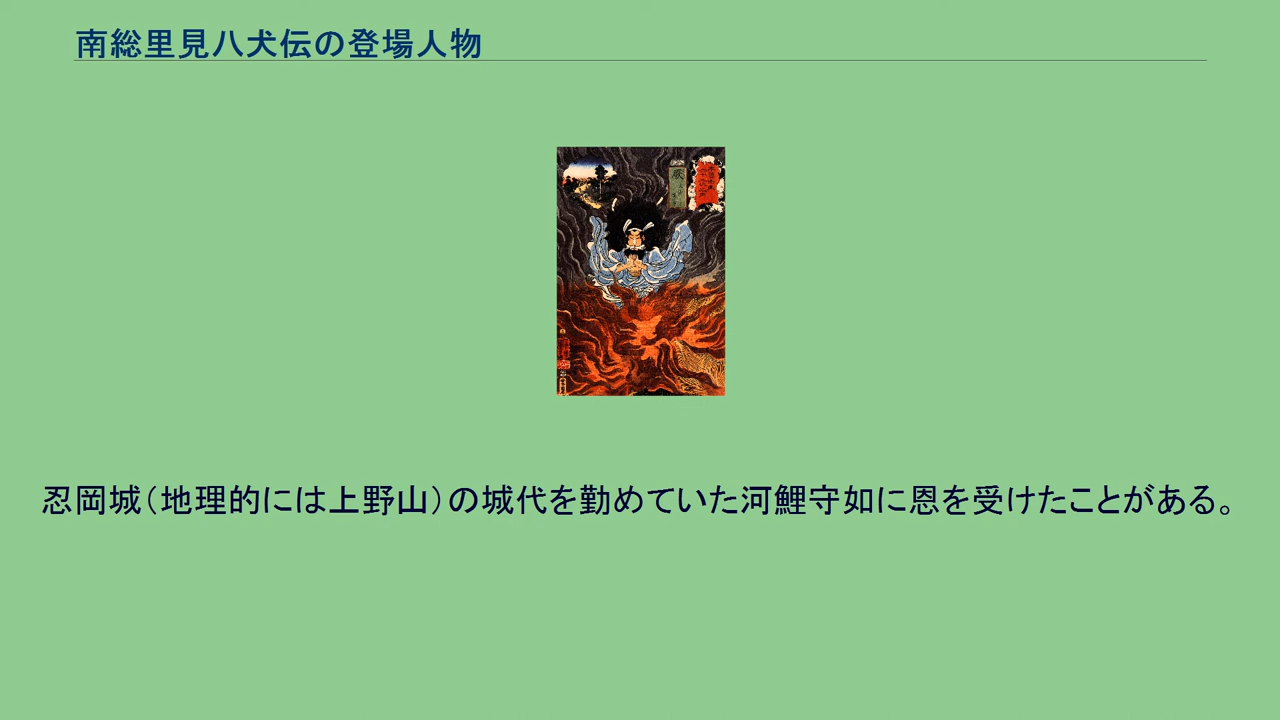 南総里見八犬伝の登場人物
蕨
忍岡城（地理的には上野山）の城代を勤めていた河鯉守如に恩を受けたことがある。